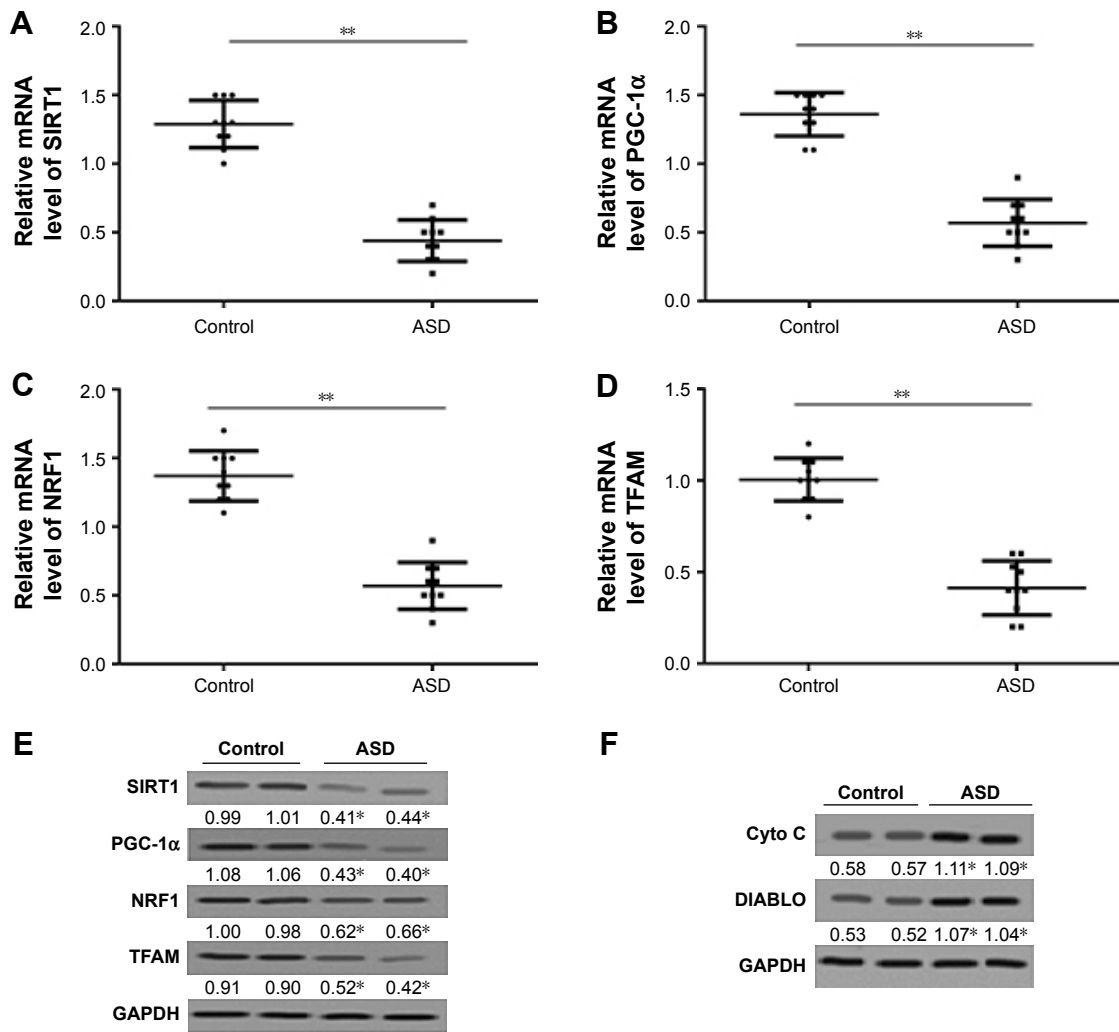 A
Relative mRNA
level of SIRT1
2.0
1.5
1.0
0.5
0.0
**
Control ASD
B
Relative mRNA
level of PGC-1α
2.0
1.5
1.0
0.5
0.0
**
Control ASD
C
Relative mRNA
level of NRF1
2.0
1.5
1.0
0.5
0.0
**
Control ASD
D
Relative mRNA
level of TFAM
1.5
1.0
0.5
0.0
**
Control ASD
E
Control ASD
SIRT1
0.99 1.01 0.41* 0.44*
PGC-1α
1.08 1.06 0.43* 0.40*
NRF1
1.00 0.98 0.62* 0.66*
TFAM
0.91 0.90 0.52* 0.42*
GAPDH
F
Control ASD
Cyto C
0.58 0.57 1.11* 1.09*
DIABLO
0.53 0.52 1.07* 1.04*
GAPDH